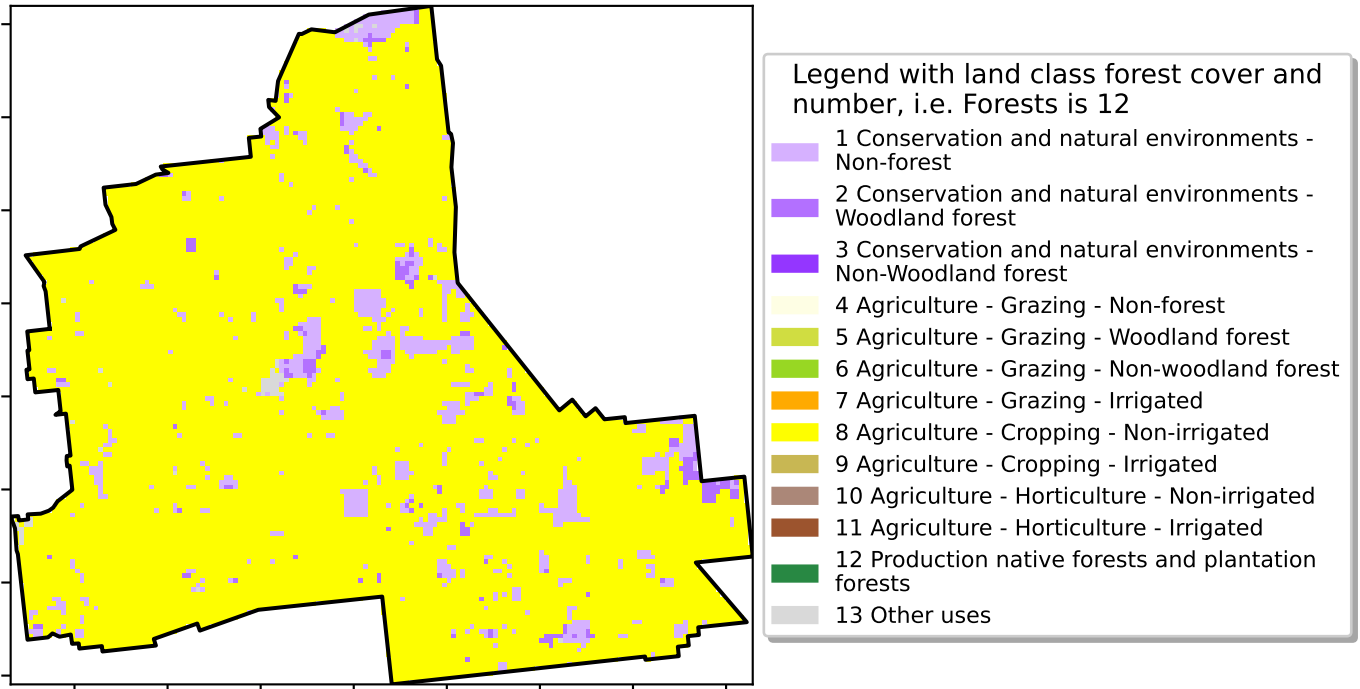 Legend with land class forest cover and
number, i.e. Forests is 12
1 Conservation and natural environments -
Non-forest
2 Conservation and natural environments -
Woodland forest
3 Conservation and natural environments -
Non-Woodland forest
4 Agriculture - Grazing - Non-forest
5 Agriculture - Grazing - Woodland forest
6 Agriculture - Grazing - Non-woodland forest
7 Agriculture - Grazing - Irrigated
8 Agriculture - Cropping - Non-irrigated
9 Agriculture - Cropping - Irrigated
10 Agriculture - Horticulture - Non-irrigated
11 Agriculture - Horticulture - Irrigated
12 Production native forests and plantation
forests
13 Other uses